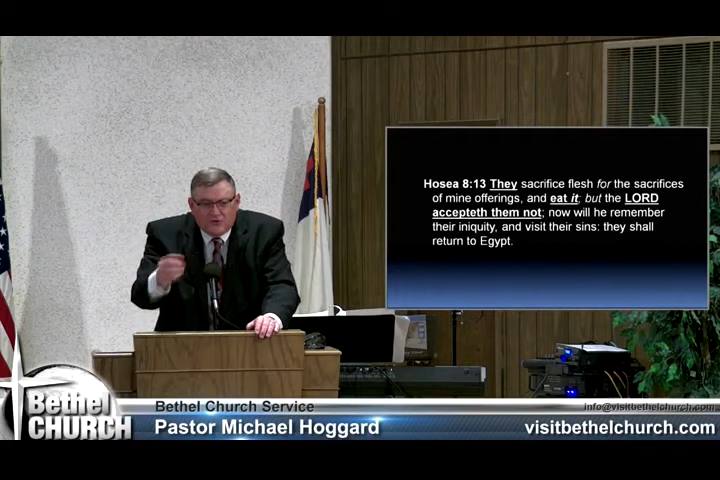 Hosea 8:13 They sacrifice flesh for the sacrifices
of mine offerings, and eat it; but the LORD
accepteth them not; now will he remember
their iniquity, and visit their sins: they shall
return to Egypt.
Bethel
CHURCH
Bethel Church Service
info@visitbethelchurch.com
Pastor Michael Hoggard
visitbethelchurch.com